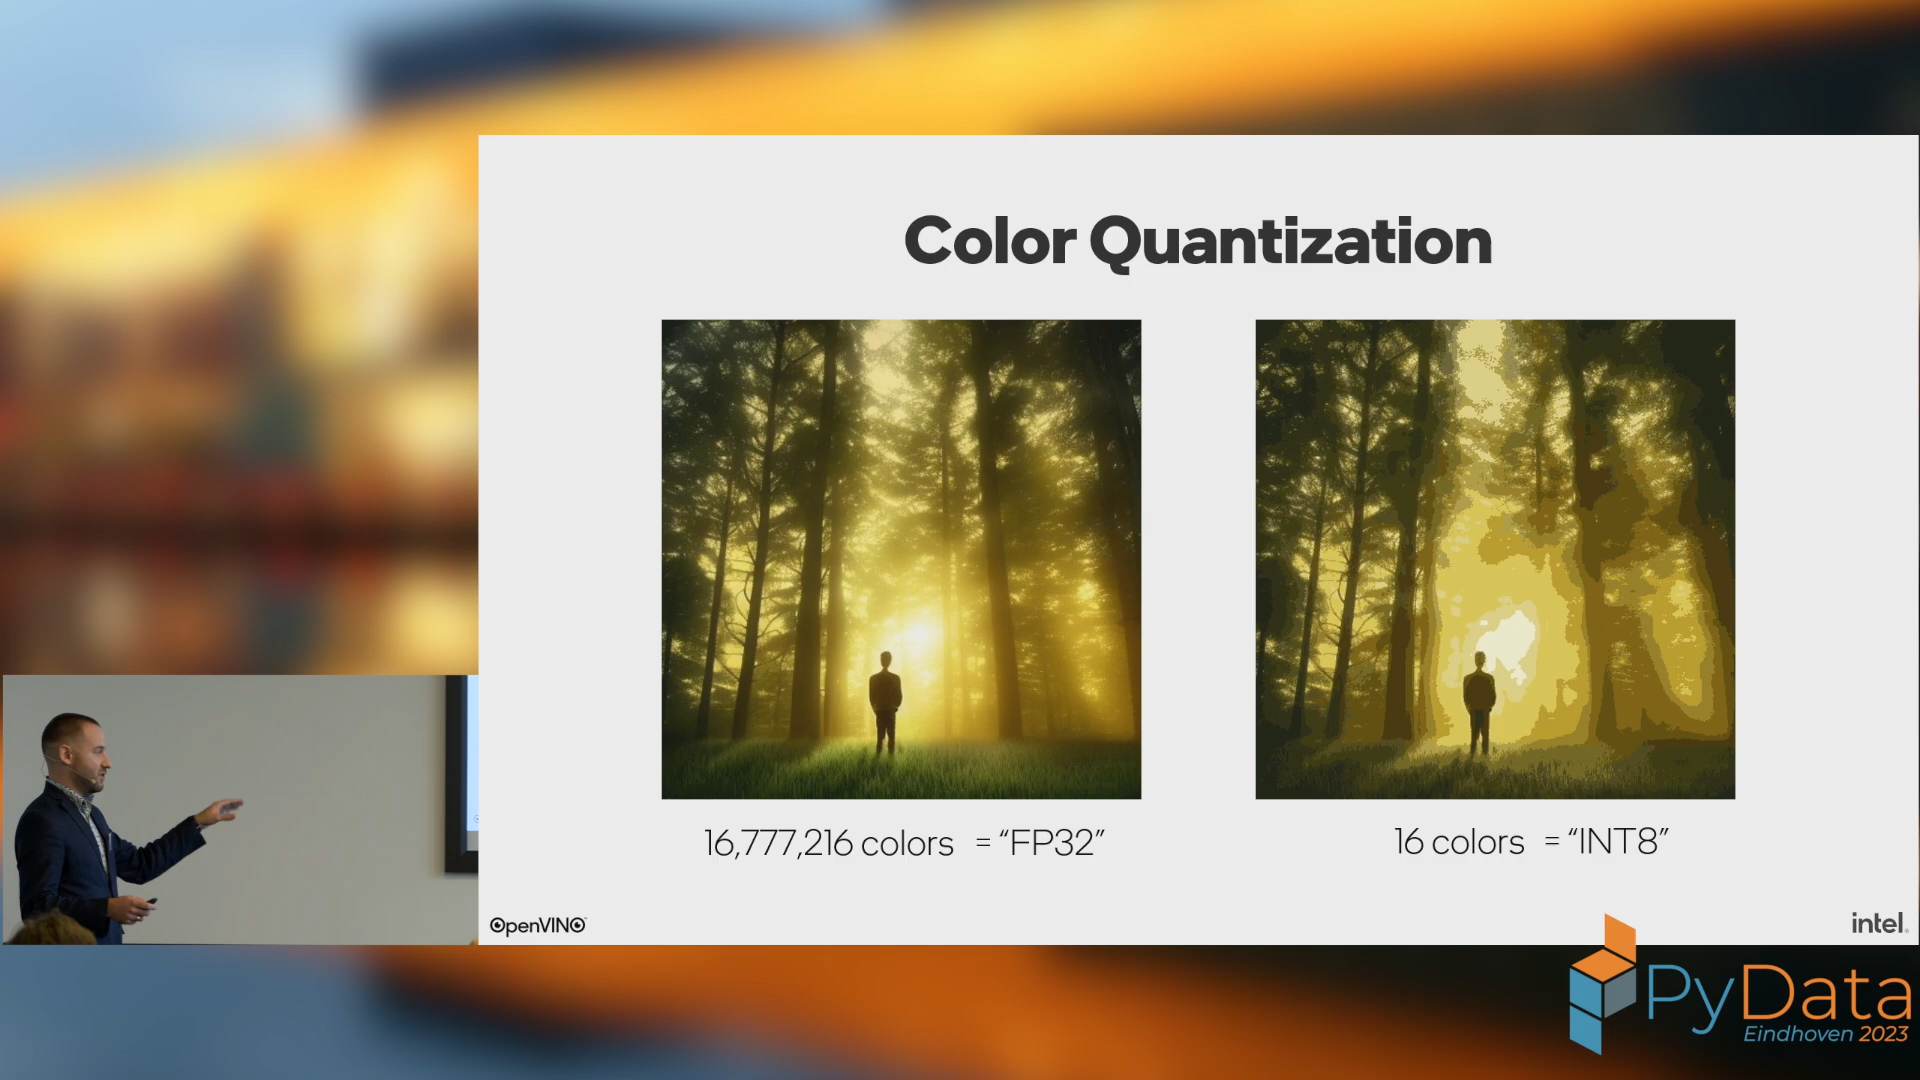 Color Quantization
16,777,216 colors = “FP32”
16 colors = “INT8”
OpenVINO
intel.
PyData
Eindhoven 2023